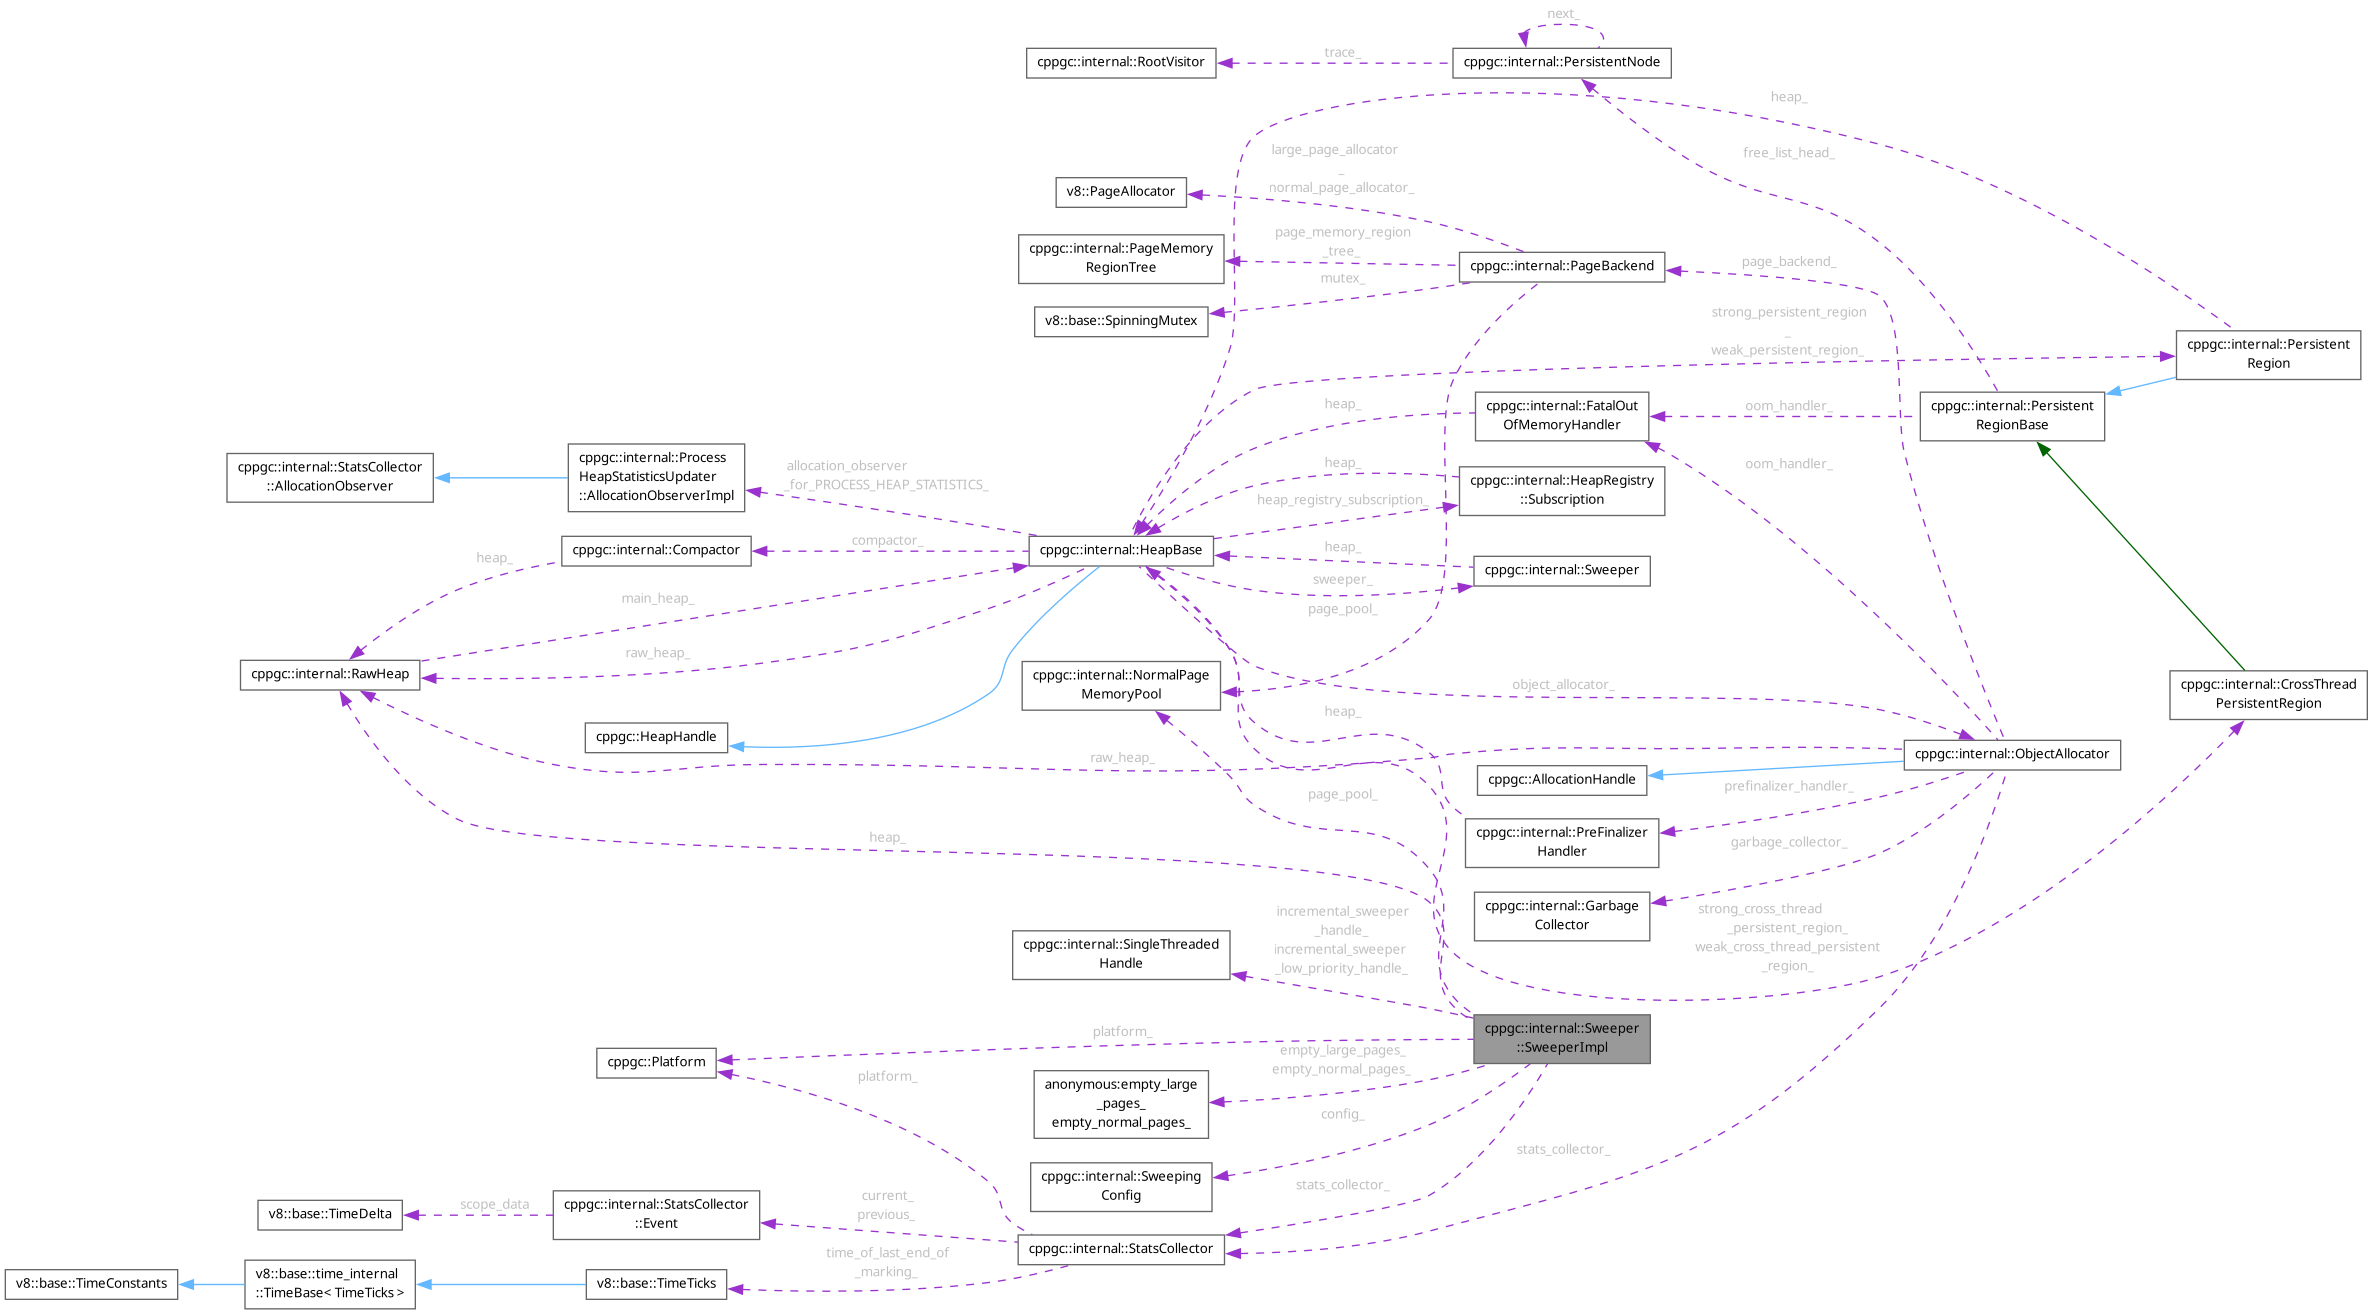 next_
cppgc::internal::RootVisitor
trace_
cppgc::internal::PersistentNode
heap_
large_page_allocator
_
normal_page_allocator_
free_list_head_
v8::PageAllocator
cppgc::internal::PageMemory
RegionTree
page_memory_region
_tree_
cppgc::internal::PageBackend
page_backend_
mutex_
v8::base::SpinningMutex
strong_persistent_region
_
weak_persistent_region_
cppgc::internal::Persistent
Region
heap_
cppgc::internal::FatalOut
OfMemoryHandler
oom_handler_
cppgc::internal::Persistent
RegionBase
cppgc::internal::StatsCollector
::AllocationObserver
cppgc::internal::Process
HeapStatisticsUpdater
::AllocationObserverImpl
allocation_observer
_for_PROCESS_HEAP_STATISTICS_
heap_
heap_registry_subscription_
cppgc::internal::HeapRegistry
::Subscription
oom_handler_
heap_
cppgc::internal::Compactor
compactor_
cppgc::internal::HeapBase
heap_
sweeper_
page_pool_
cppgc::internal::Sweeper
main_heap_
raw_heap_
cppgc::internal::RawHeap
cppgc::internal::NormalPage
MemoryPool
object_allocator_
cppgc::internal::CrossThread
PersistentRegion
heap_
cppgc::HeapHandle
raw_heap_
cppgc::AllocationHandle
cppgc::internal::ObjectAllocator
page_pool_
prefinalizer_handler_
heap_
cppgc::internal::PreFinalizer
Handler
garbage_collector_
cppgc::internal::Garbage
Collector
strong_cross_thread
_persistent_region_
weak_cross_thread_persistent
_region_
cppgc::internal::SingleThreaded
Handle
incremental_sweeper
_handle_
incremental_sweeper
_low_priority_handle_
cppgc::internal::Sweeper
::SweeperImpl
platform_
cppgc::Platform
platform_
empty_large_pages_
empty_normal_pages_
anonymous:empty_large
_pages_
empty_normal_pages_
config_
cppgc::internal::Sweeping
Config
stats_collector_
stats_collector_
v8::base::TimeDelta
scope_data
cppgc::internal::StatsCollector
::Event
current_
previous_
cppgc::internal::StatsCollector
time_of_last_end_of
_marking_
v8::base::TimeConstants
v8::base::time_internal
::TimeBase< TimeTicks >
v8::base::TimeTicks